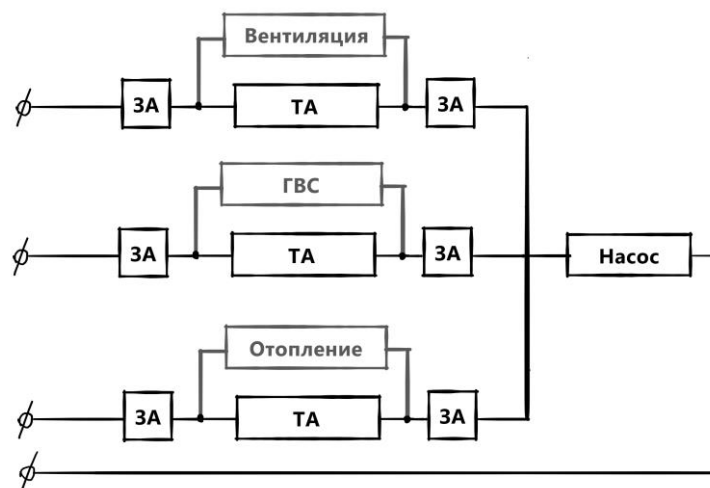 Вентиляция
ЗА ТА ЗА
ГВС
ЗА ТА ЗА Насос
Отопление
ЗА ТА ЗА